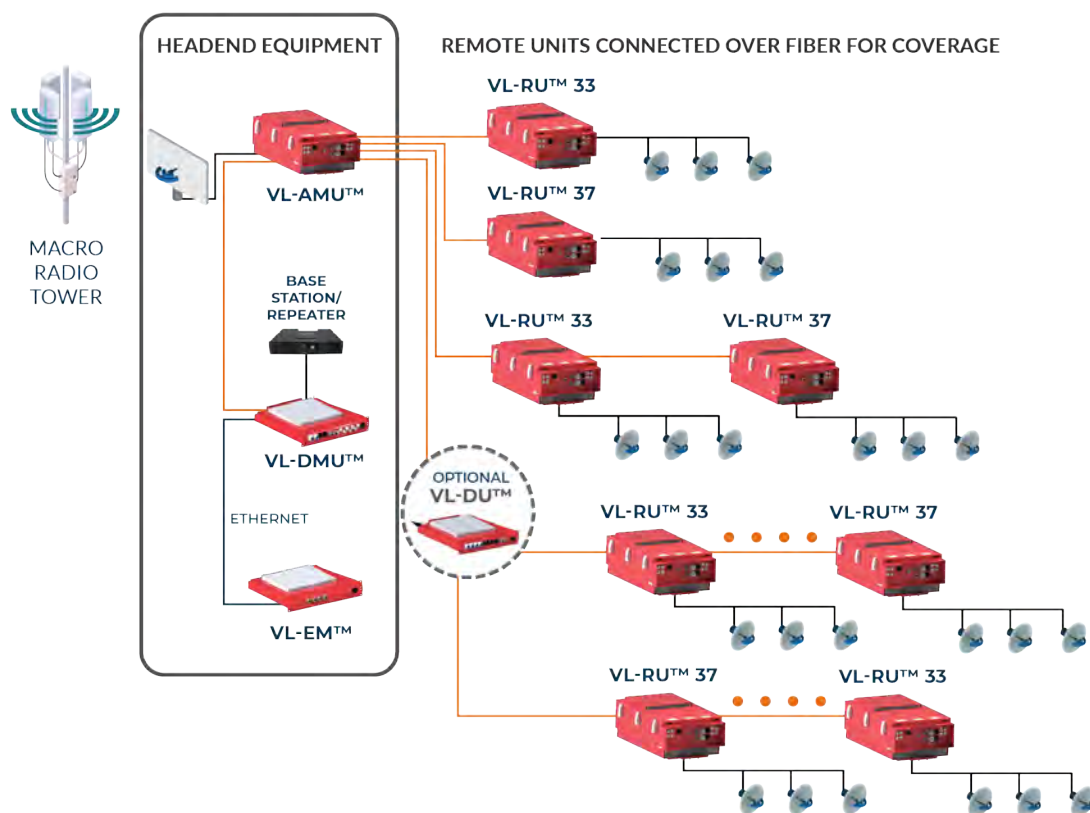 HEADEND EQUIPMENT
REMOTE UNITS CONNECTED OVER FIBER FOR COVERAGE
VL-RU™ 33
VL-AMU™
VL-RU™ 37
MACRO
RADIO
TOWER
BASE
STATION/
REPEATER
VL-RU™ 33
VL-RU™ 37
VL-DMU™
OPTIONAL
VL-DU™
ETHERNET
VL-RU™ 33
VL-RU™ 37
VL-EM™
VL-RU™ 37
VL-RU™ 33